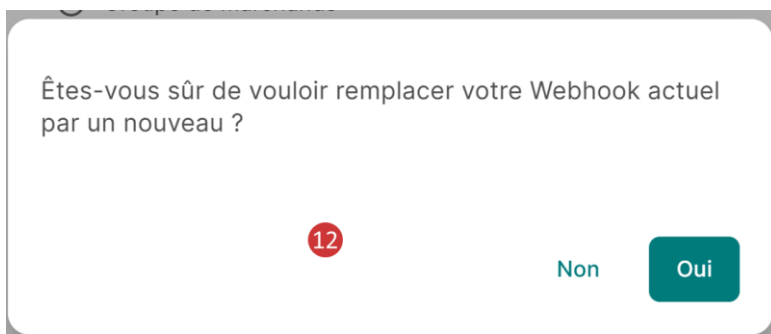 Êtes-vous sûr de vouloir remplacer votre Webhook actuel
par un nouveau ?
12
Non Oui